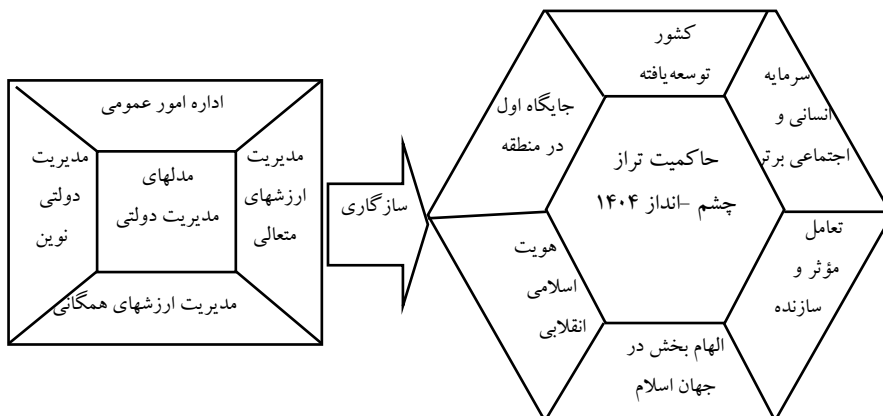 کشور
توسعه‌یافته
سرمایه
انسانی و
اجتماعی برتر
جایگاه اول
در منطقه
حاکمیت تراز
چشم -انداز ۱۴۰۴
تعامل
مؤثر و
سازنده
هویت
اسلامی
انقلابی
الهام بخش در
جهان اسلام
سازگاری
اداره امور عمومی
مدیریت
ارزشهای
متعالی
مدلهای
مدیریت دولتی
مدیریت
دولتی
نوین
مدیریت ارزشهای همگانی